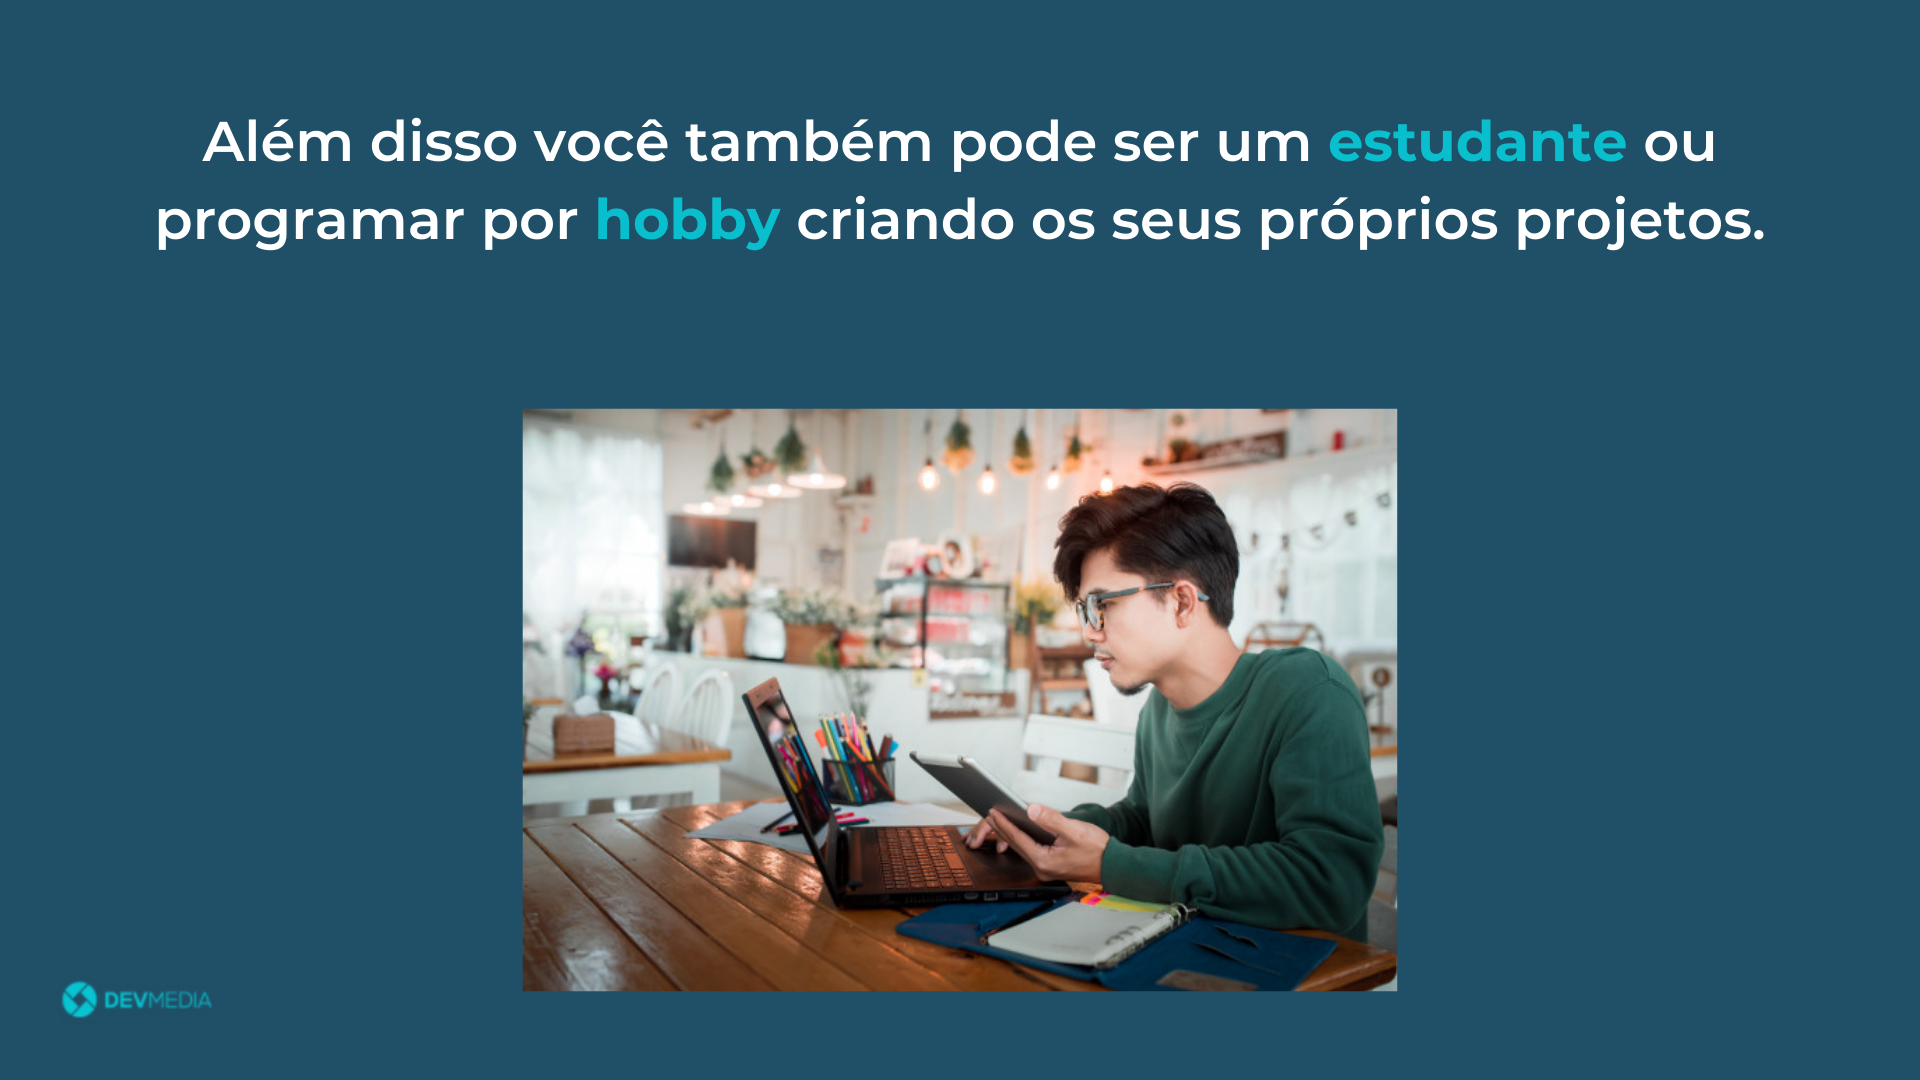 Além disso você também pode ser um estudante ou
programar por hobby criando os seus próprios projetos.
DEVMEDIA